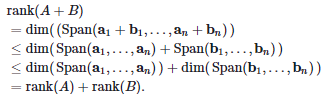 rank(A + B)
= dim((Span(a₁ + b₁, …, aₙ + bₙ))
≤ dim(Span(a₁, …, aₙ) + Span(b₁, …, bₙ))
≤ dim(Span(a₁, …, aₙ)) + dim(Span(b₁, …, bₙ))
= rank(A) + rank(B).